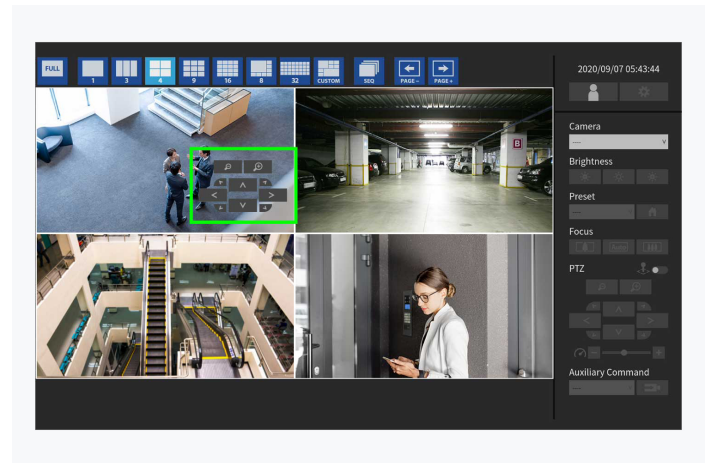 FULL
1
3
4
9
16
8
32
CUSTOM
SEQ
PAGE−
PAGE+
2020/09/07 05:43:44
B
Camera
---
Brightness
Preset
---
Focus
PTZ
Auxiliary Command
---